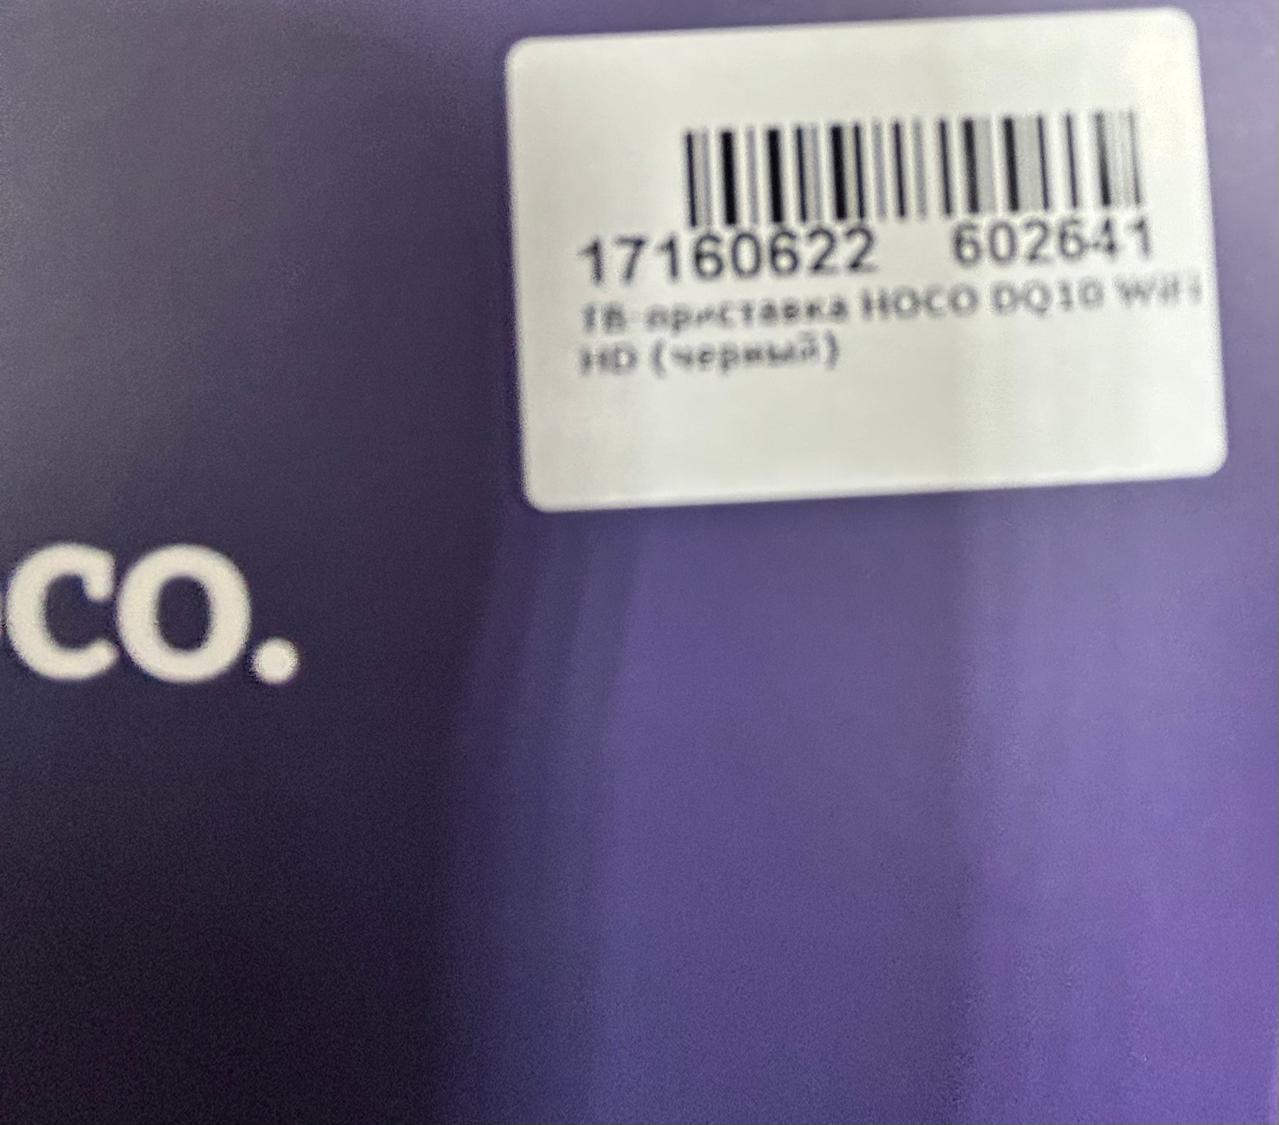 17160622 602641
ТВ-приставка HOCO DQ10 WiFi
HD (черный)
co.